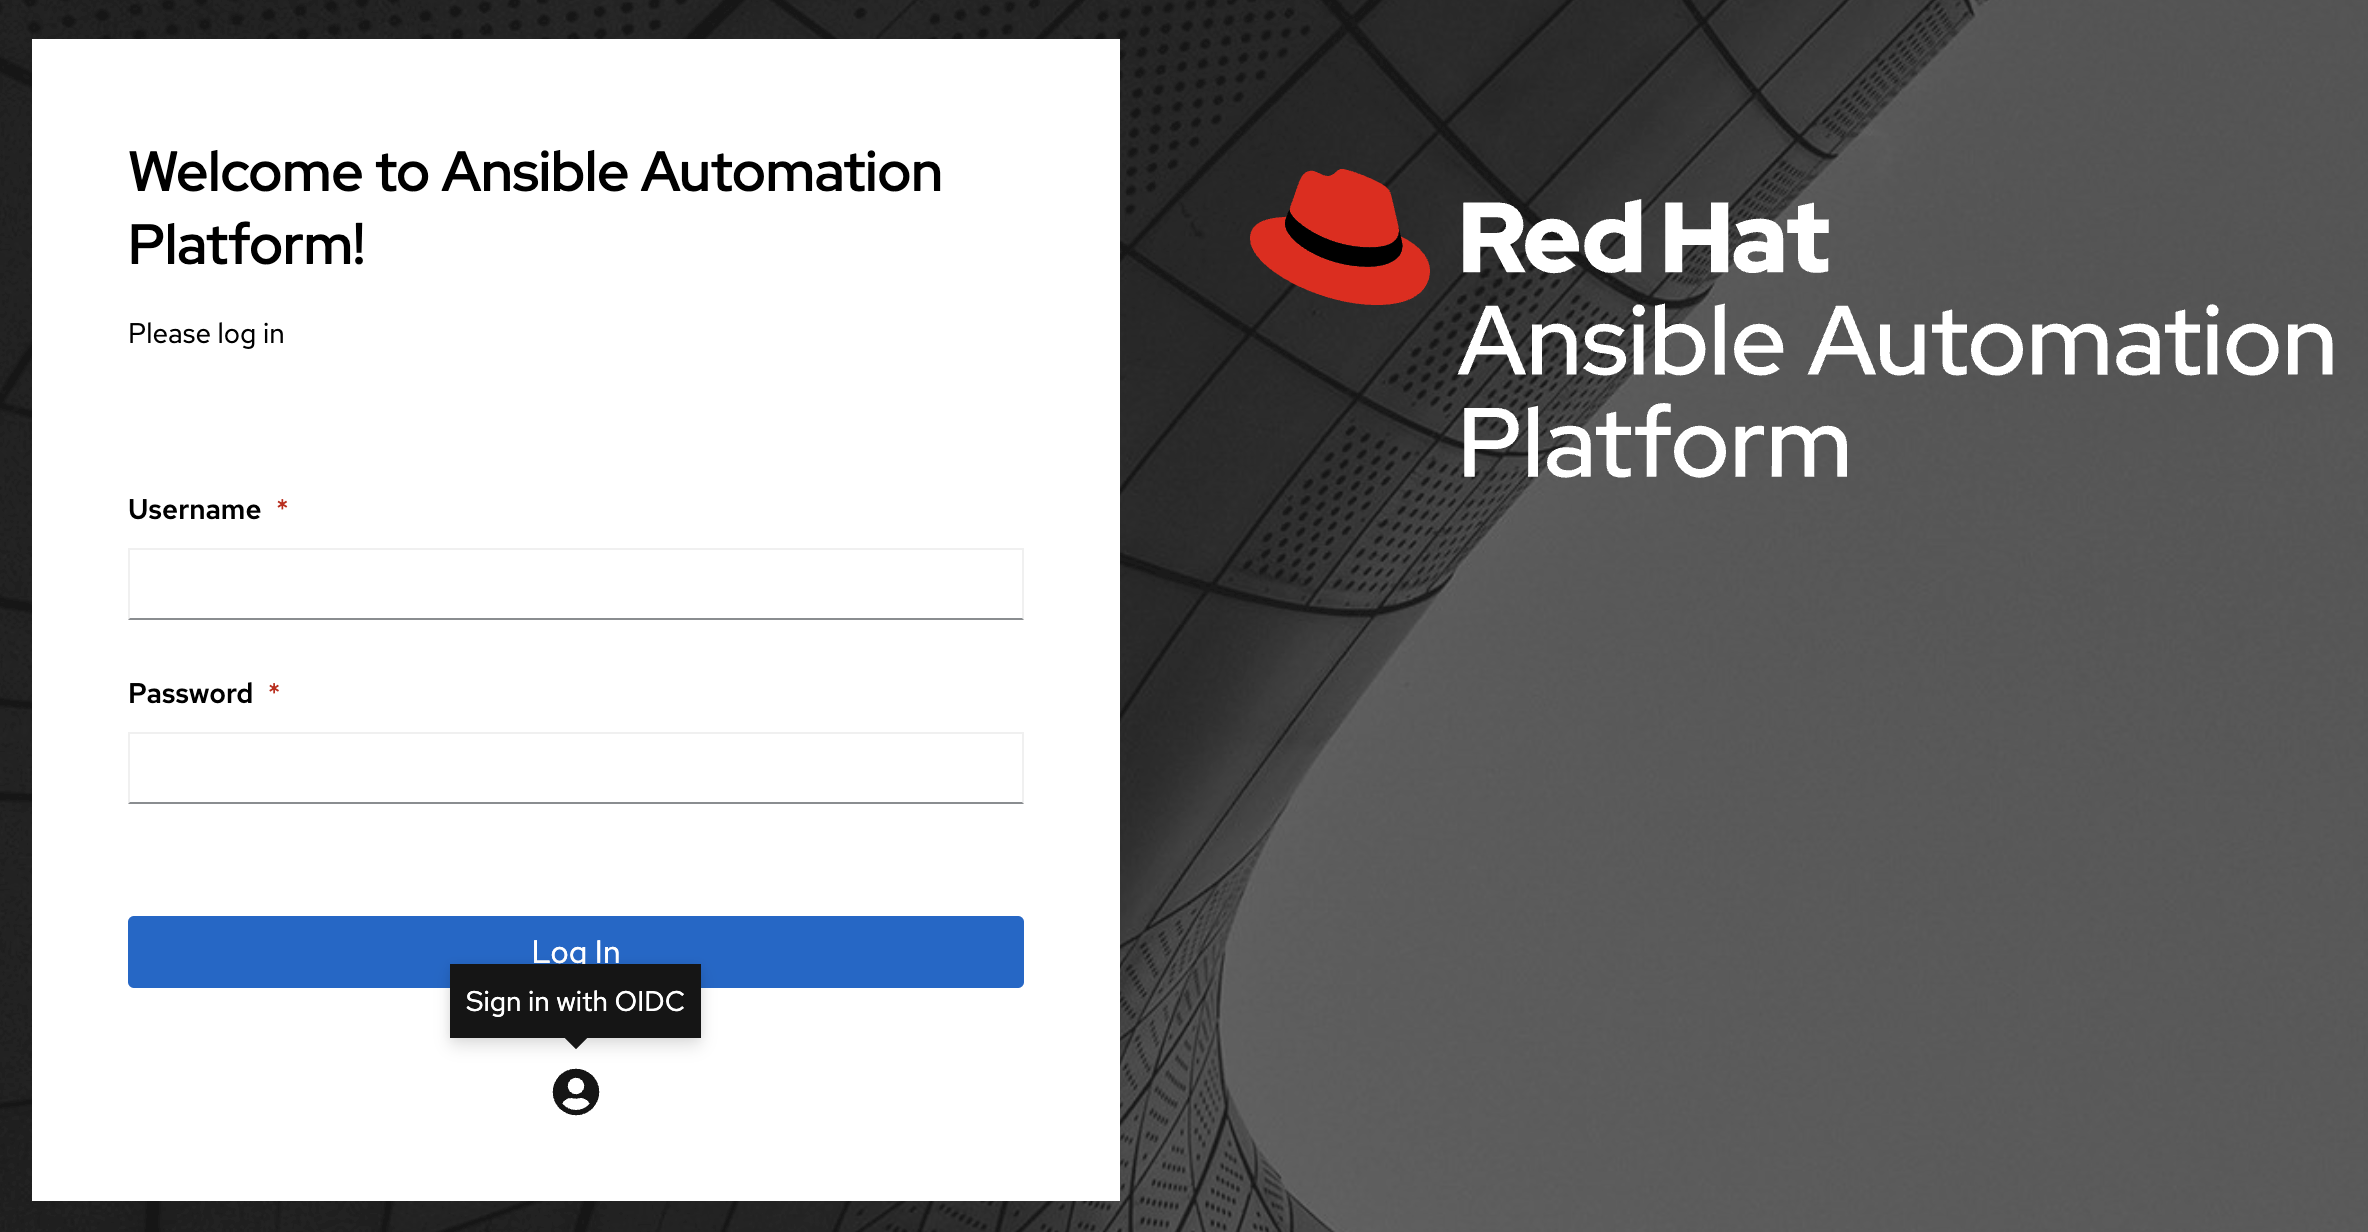 Welcome to Ansible Automation
Platform!
Please log in
Username *
Password *
Log In
Sign in with OIDC
Red Hat
Ansible Automation
Platform